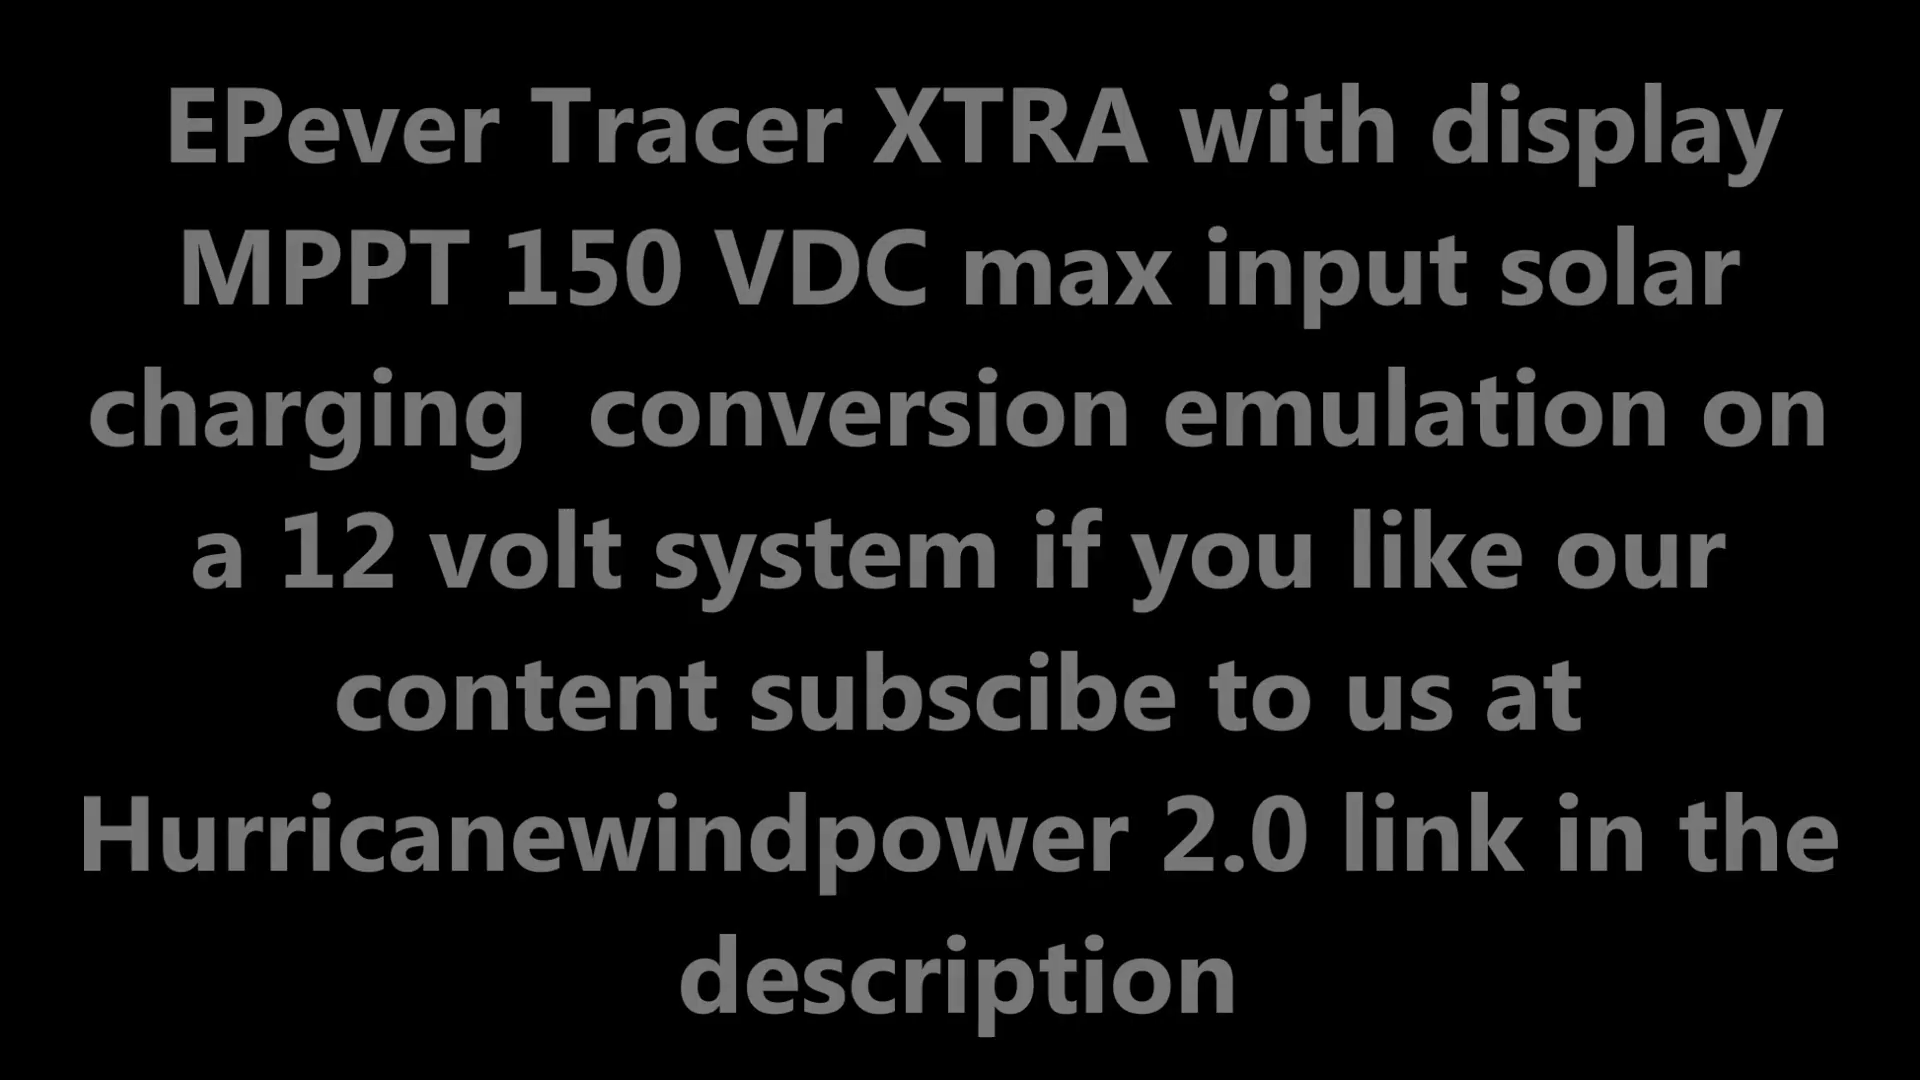 EPever Tracer XTRA with display
MPPT 150 VDC max input solar
charging  conversion emulation on
a 12 volt system if you like our
content subscibe to us at
Hurricanewindpower 2.0 link in the
description